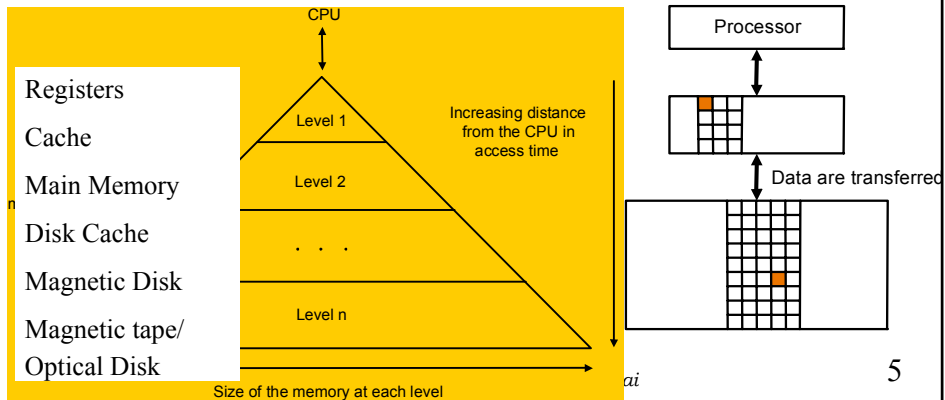 CPU
Registers
Cache
Main Memory
Disk Cache
Magnetic Disk
Magnetic tape/
Optical Disk
Level 1
Level 2
. . .
Level n
Increasing distance
from the CPU in
access time
Size of the memory at each level
Processor
Data are transferred
ai
5